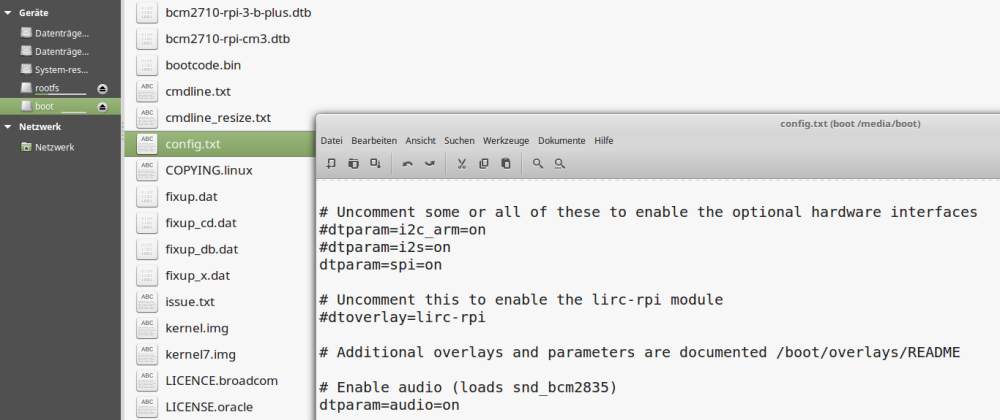 Geräte
Datenträge...
Datenträge...
System-res...
rootfs
boot
Netzwerk
Netzwerk
bcm2710-rpi-3-b-plus.dtb
bcm2710-rpi-cm3.dtb
bootcode.bin
cmdline.txt
cmdline_resize.txt
config.txt
COPYING.linux
fixup.dat
fixup_cd.dat
fixup_db.dat
fixup_x.dat
issue.txt
kernel.img
kernel7.img
LICENCE.broadcom
LICENSE.oracle
config.txt (boot /media/boot)
Datei Bearbeiten Ansicht Suchen Werkzeuge Dokumente Hilfe
# Uncomment some or all of these to enable the optional hardware interfaces
#dtparam=i2c_arm=on
#dtparam=i2s=on
dtparam=spi=on
# Uncomment this to enable the lirc-rpi module
#dtoverlay=lirc-rpi
# Additional overlays and parameters are documented /boot/overlays/README
# Enable audio (loads snd_bcm2835)
dtparam=audio=on